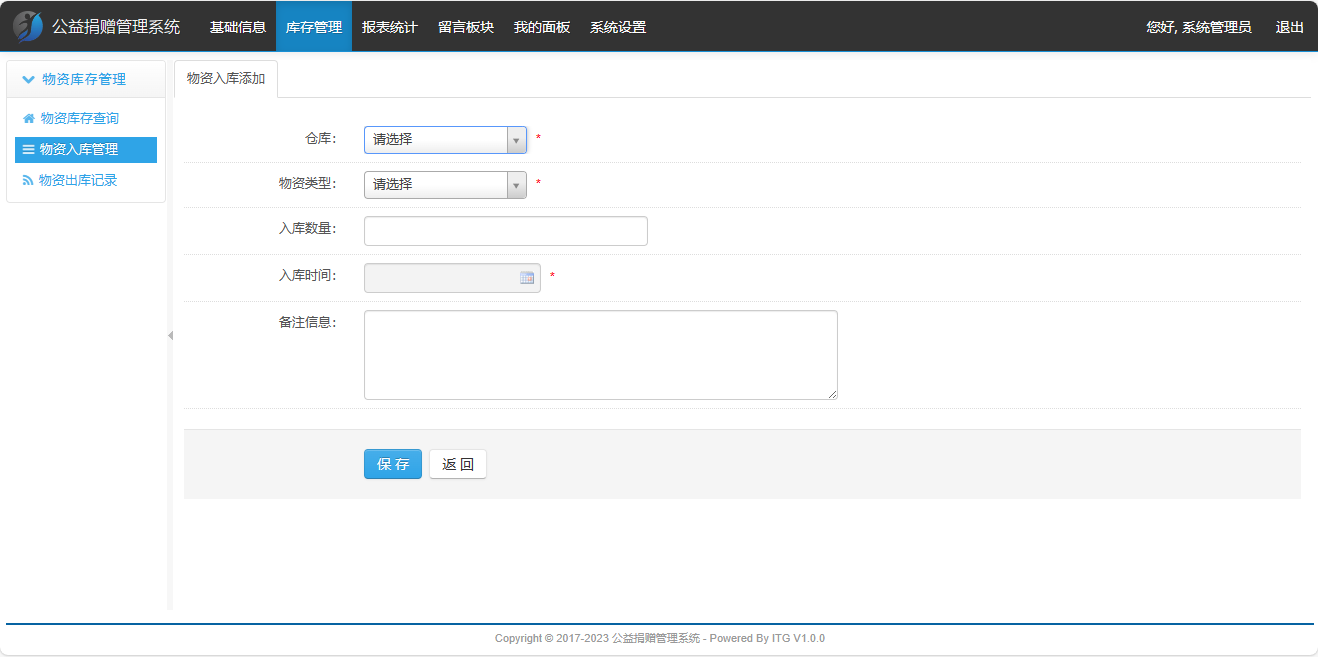 公益捐赠管理系统 基础信息 库存管理 报表统计 留言板块 我的面板 系统设置 您好, 系统管理员 退出
物资库存管理
物资库存查询
物资入库管理
物资出库记录
物资入库添加
仓库: 请选择 *
物资类型: 请选择 *
入库数量:
入库时间: *
备注信息:
保 存 返 回
Copyright © 2017-2023 公益捐赠管理系统 - Powered By ITG V1.0.0